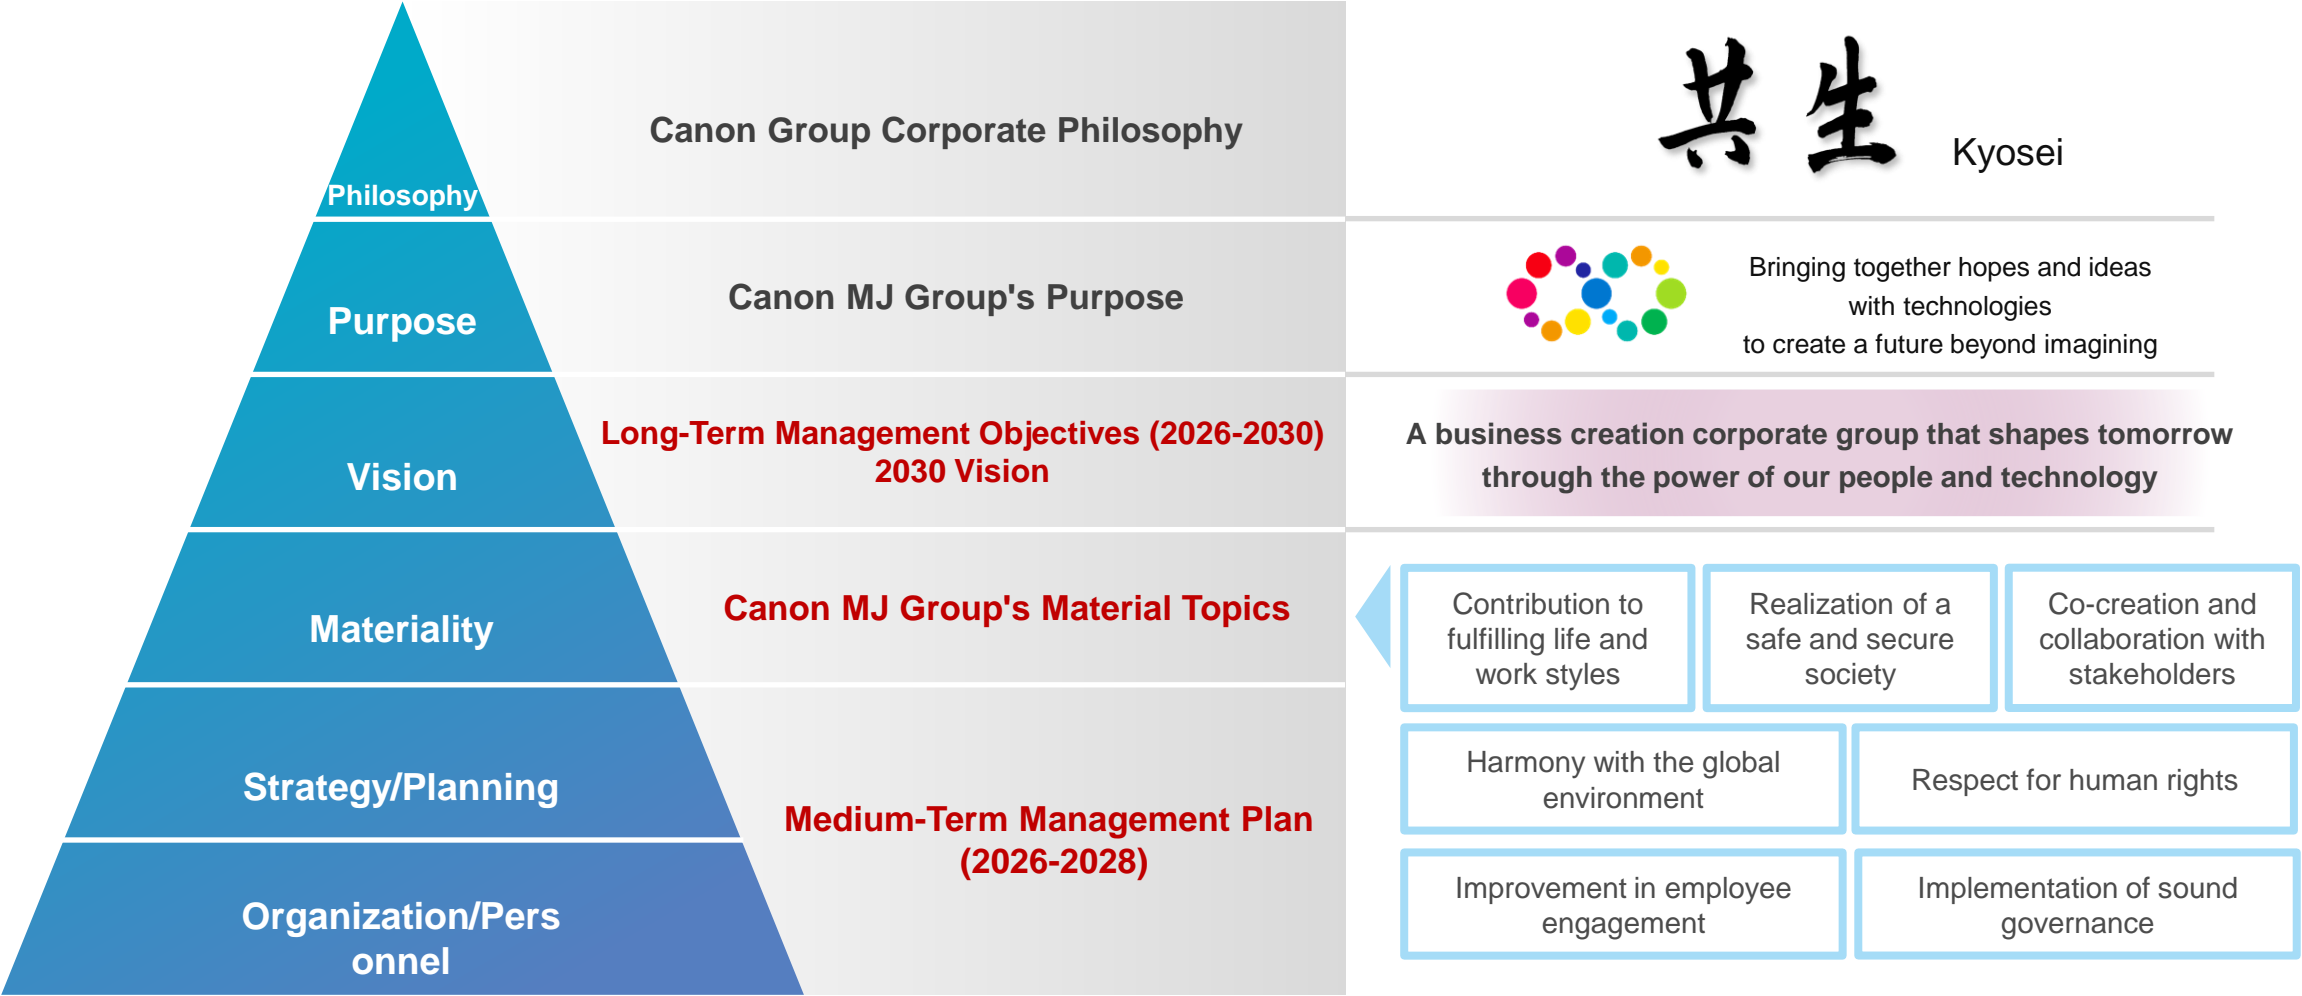 Philosophy
Canon Group Corporate Philosophy
共生
Kyosei
Purpose
Canon MJ Group's Purpose
Bringing together hopes and ideas
with technologies
to create a future beyond imagining
Vision
Long-Term Management Objectives (2026-2030)
2030 Vision
A business creation corporate group that shapes tomorrow
through the power of our people and technology
Materiality
Canon MJ Group's Material Topics
Contribution to
fulfilling life and
work styles
Realization of a
safe and secure
society
Co-creation and
collaboration with
stakeholders
Harmony with the global
environment
Respect for human rights
Improvement in employee
engagement
Implementation of sound
governance
Strategy/Planning
Medium-Term Management Plan
(2026-2028)
Organization/Pers
onnel